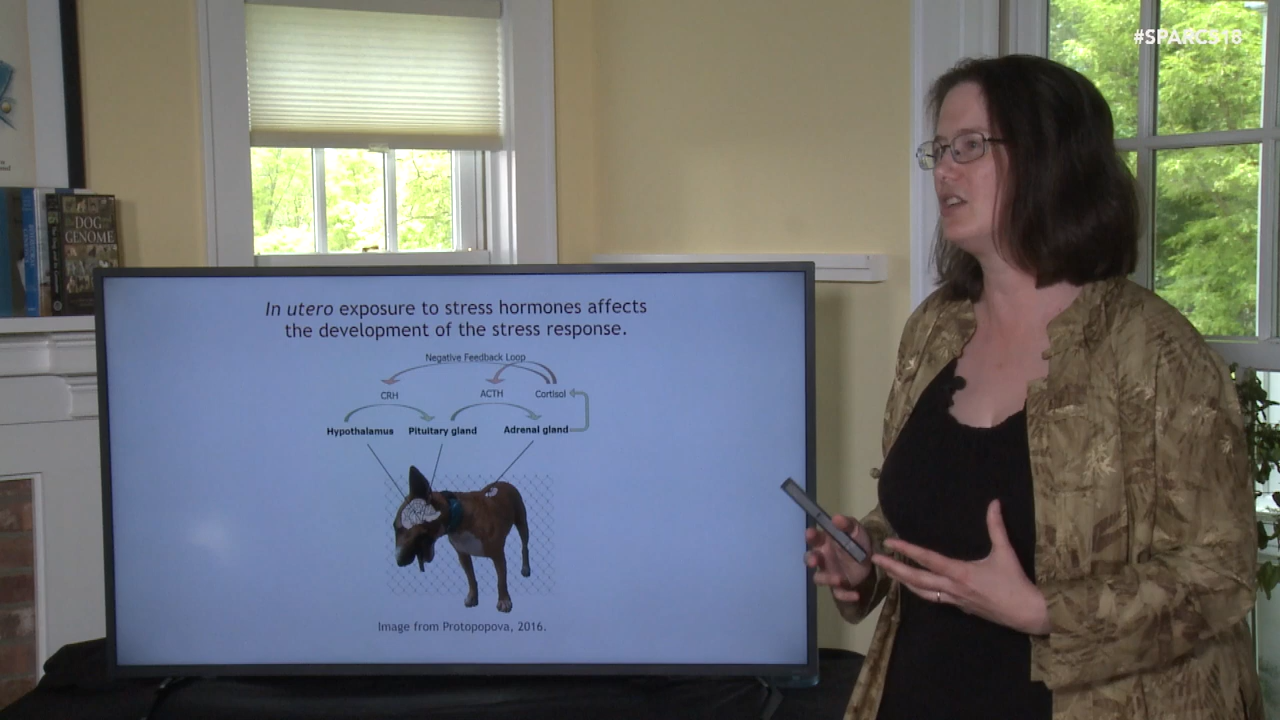 #SPARCS18
DOG
GENOME
In utero exposure to stress hormones affects
the development of the stress response.
Negative Feedback Loop
CRH
ACTH
Cortisol
Hypothalamus
Pituitary gland
Adrenal gland
Image from Protopopova, 2016.